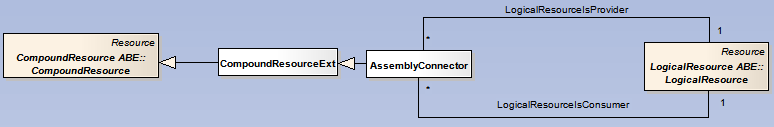 LogicalResourceIsProvider
Resource
CompoundResource ABE::
CompoundResource
CompoundResourceExt
*
AssemblyConnector
*
1
Resource
LogicalResource ABE::
LogicalResource
1
LogicalResourceIsConsumer